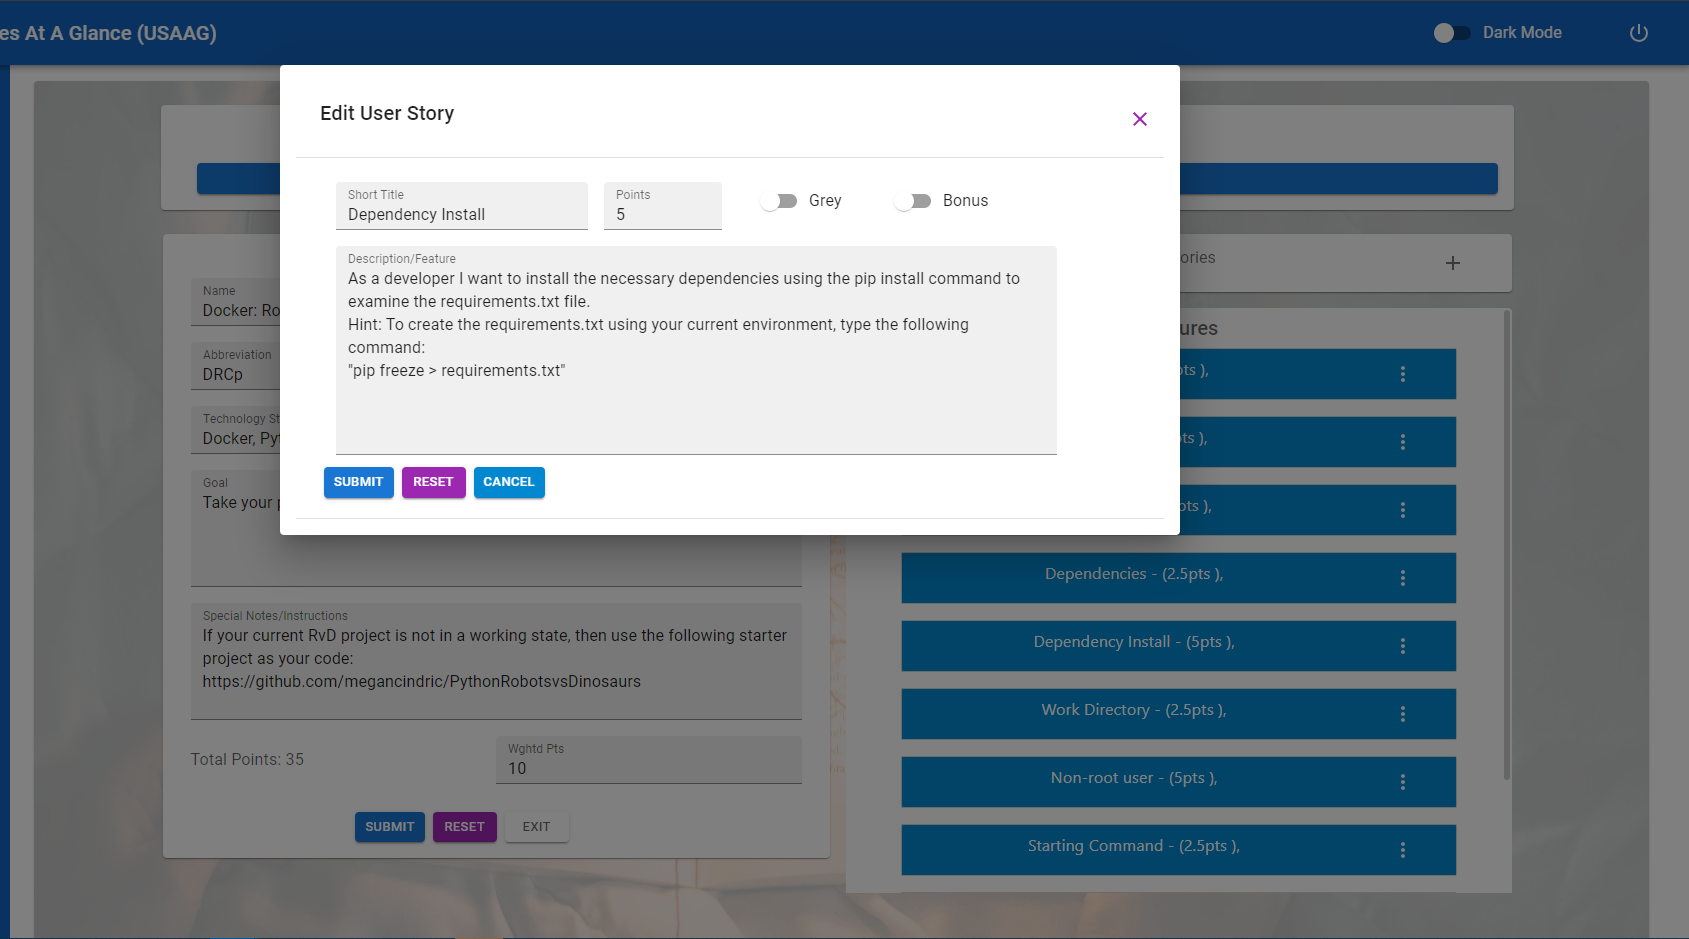 es At A Glance (USAAG)
Dark Mode
Edit User Story
Short Title
Dependency Install
Points
5
Grey
Bonus
Description/Feature
As a developer I want to install the necessary dependencies using the pip install command to
examine the requirements.txt file.
Hint: To create the requirements.txt using your current environment, type the following
command:
"pip freeze > requirements.txt"
SUBMIT
RESET
CANCEL
Name
Docker: Ro
Abbreviation
DRCp
Technology St
Docker, Pyt
Goal
Take your
Special Notes/Instructions
If your current RvD project is not in a working state, then use the following starter
project as your code:
https://github.com/megancindric/PythonRobotsvsDinosaurs
Total Points: 35
Wghtd Pts
10
SUBMIT
RESET
EXIT
ories
ures
pts ),
pts ),
pts ),
Dependencies - (2.5pts ),
Dependency Install - (5pts ),
Work Directory - (2.5pts ),
Non-root user - (5pts ),
Starting Command - (2.5pts ),